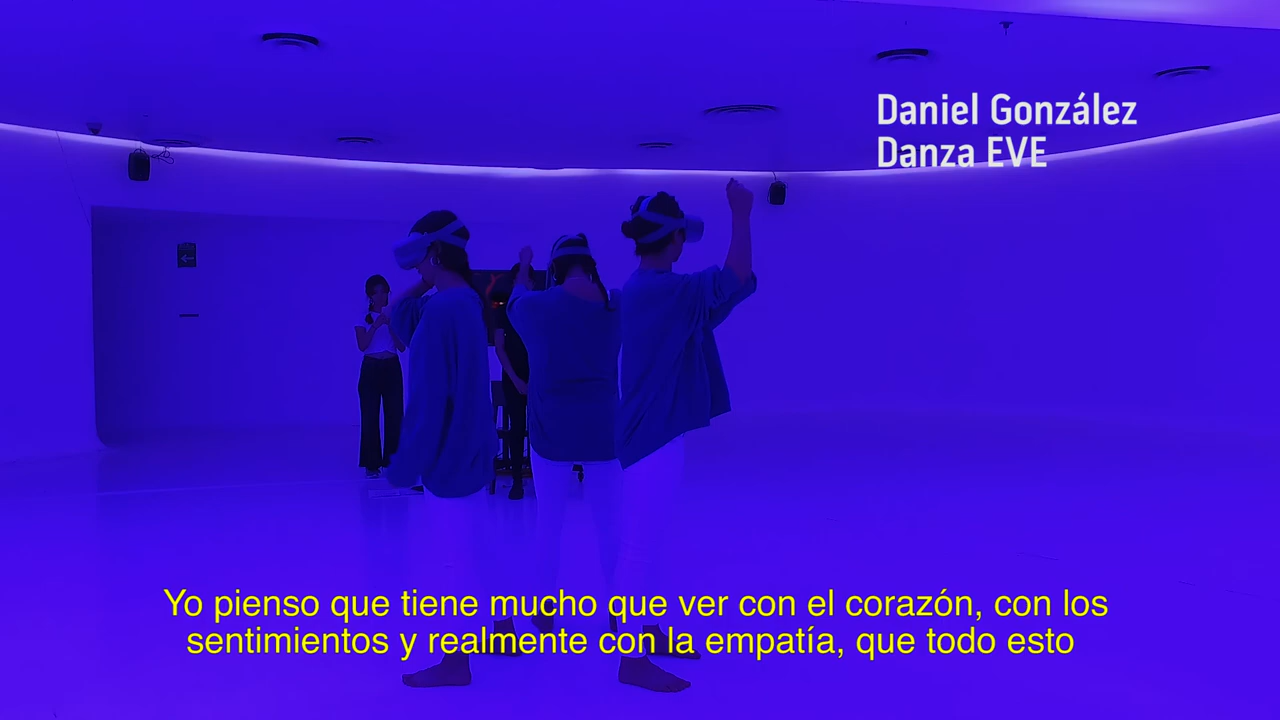 Daniel González
Danza EVE
Yo pienso que tiene mucho que ver con el corazón, con los
sentimientos y realmente con la empatía, que todo esto